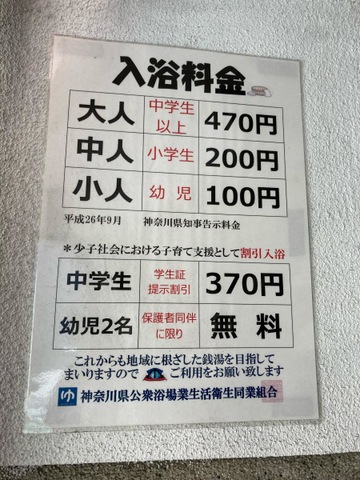 入浴料金
大人 中学生以上 470円
中人 小学生 200円
小人 幼児 100円
平成26年9月 神奈川県知事告示料金
＊少子社会における子育て支援として割引入浴
中学生 学生証提示割引 370円
幼児2名 保護者同伴に限り 無料
これからも地域に根ざした銭湯を目指して
まいりますので ご利用をお願い致します
ゆ 神奈川県公衆浴場業生活衛生同業組合